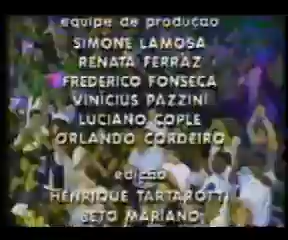 equipe de produção
SIMONE LAMOSA
RENATA FERRAZ
FREDERICO FONSECA
VINÍCIUS PAZZINI
LUCIANO COPLE
ORLANDO CORDEIRO
edição
HENRIQUE TARTAROTTI
BETO MARIANO